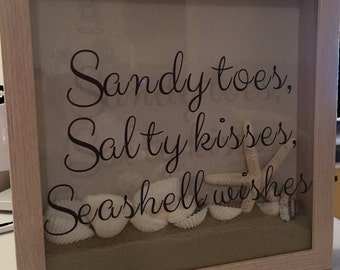 Sandy toes,
Salty kisses,
Seashell wishes